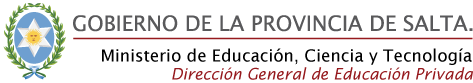 GOBIERNO DE LA PROVINCIA DE SALTA.
Ministerio de Educación, Ciencia y Tecnología
Dirección General de Educación Privada